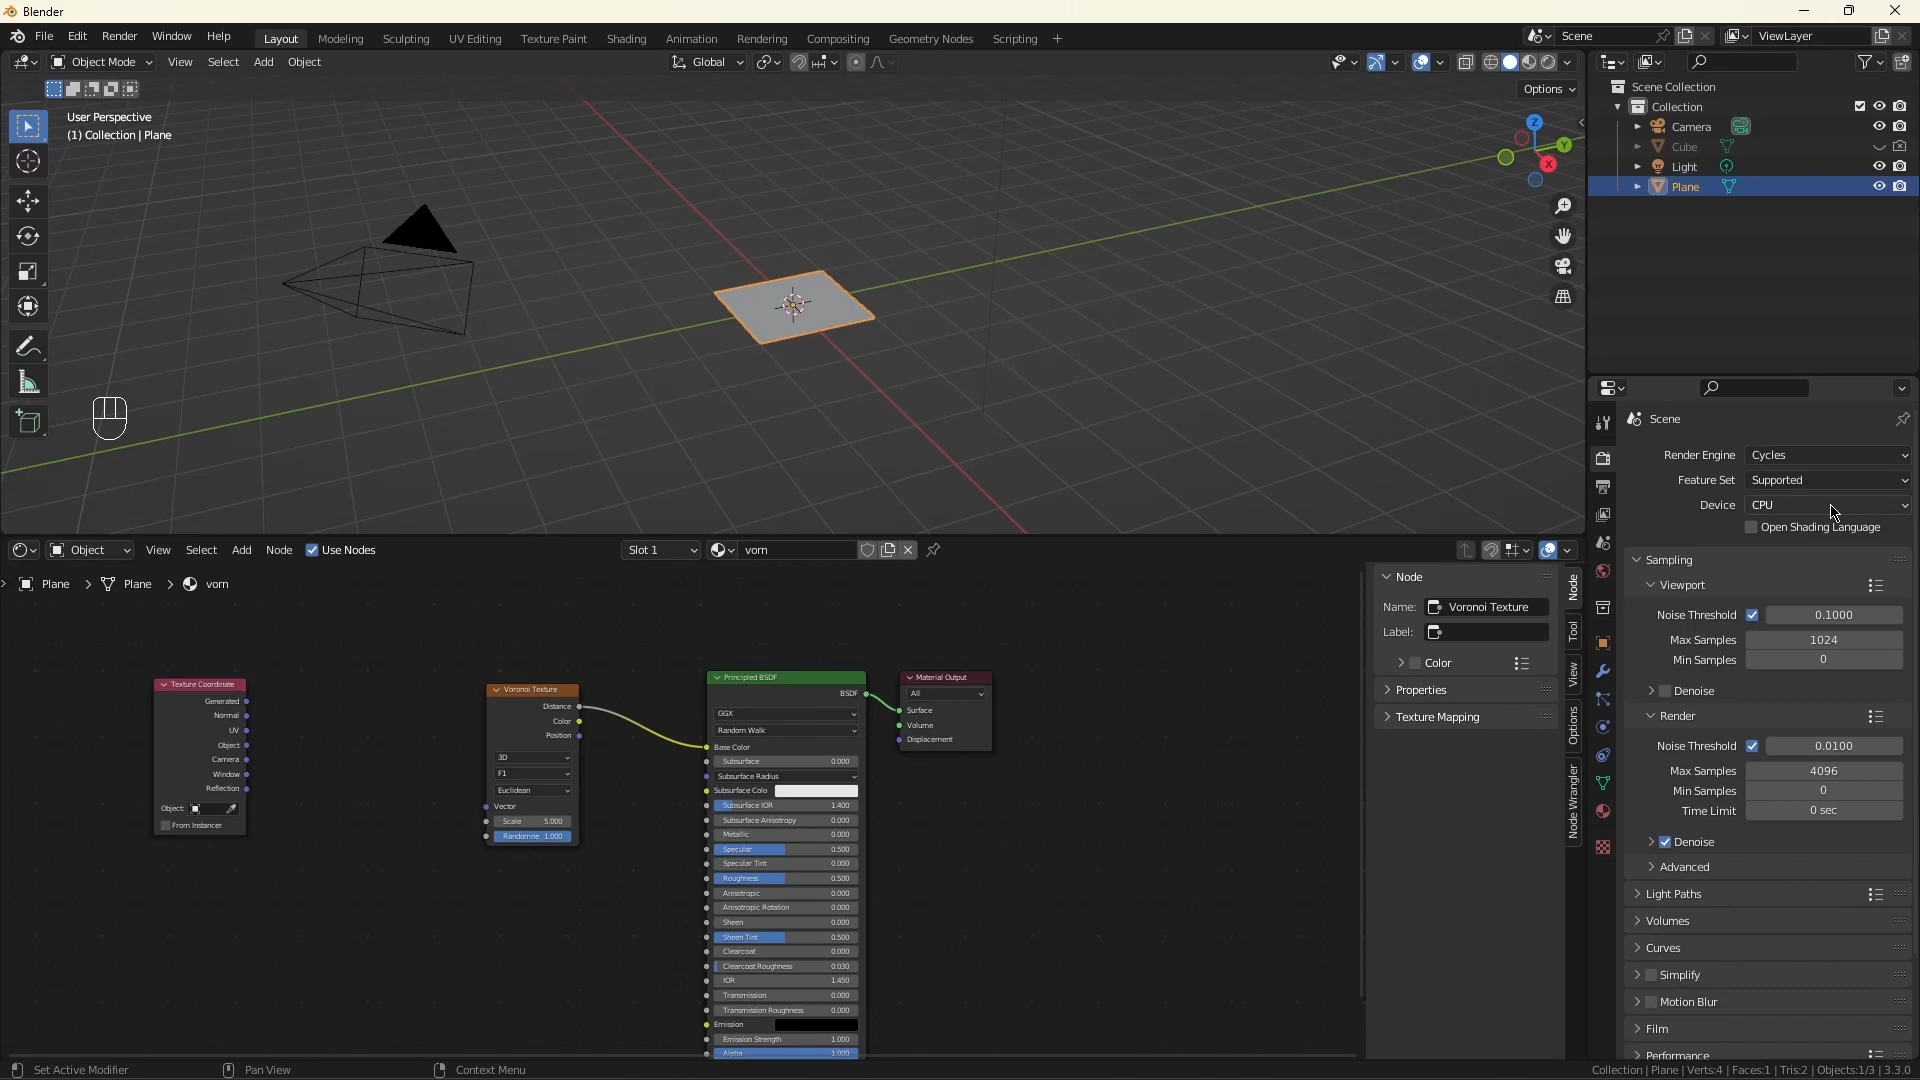 Blender
File Edit Render Window Help Layout Modeling Sculpting UV Editing Texture Paint Shading Animation Rendering Compositing Geometry Nodes Scripting + Scene ViewLayer
Object Mode View Select Add Object Global
Options
User Perspective
(1) Collection | Plane
Z
Y
X
Scene Collection
Collection
Camera
Cube
Light
Plane
Scene
Render Engine Cycles
Feature Set Supported
Device CPU
Open Shading Language
Sampling
Viewport
Noise Threshold 0.1000
Max Samples 1024
Min Samples 0
Denoise
Render
Noise Threshold 0.0100
Max Samples 4096
Min Samples 0
Time Limit 0 sec
Denoise
Advanced
Light Paths
Volumes
Curves
Simplify
Motion Blur
Film
Performance
Object View Select Add Node Use Nodes Slot 1 vorn
Plane > Plane > vorn
Texture Coordinate
Generated
Normal
UV
Object
Camera
Window
Reflection
Object:
From Instancer
Voronoi Texture
Distance
Color
Position
3D
F1
Euclidean
Vector
Scale 5.000
Randomne 1.000
Principled BSDF
BSDF
GGX
Random Walk
Base Color
Subsurface 0.000
Subsurface Radius
Subsurface Colo
Subsurface IOR 1.400
Subsurface Anisotropy 0.000
Metallic 0.000
Specular 0.500
Specular Tint 0.000
Roughness 0.500
Anisotropic 0.000
Anisotropic Rotation 0.000
Sheen 0.000
Sheen Tint 0.500
Clearcoat 0.000
Clearcoat Roughness 0.030
IOR 1.450
Transmission 0.000
Transmission Roughness 0.000
Emission
Emission Strength 1.000
Alpha 1.000
Material Output
All
Surface
Volume
Displacement
Node
Name: Voronoi Texture
Label:
Color
Properties
Texture Mapping
Node
Tool
View
Options
Node Wrangler
Set Active Modifier Pan View Context Menu Collection | Plane | Verts:4 | Faces:1 | Tris:2 | Objects:1/3 | 3.3.0